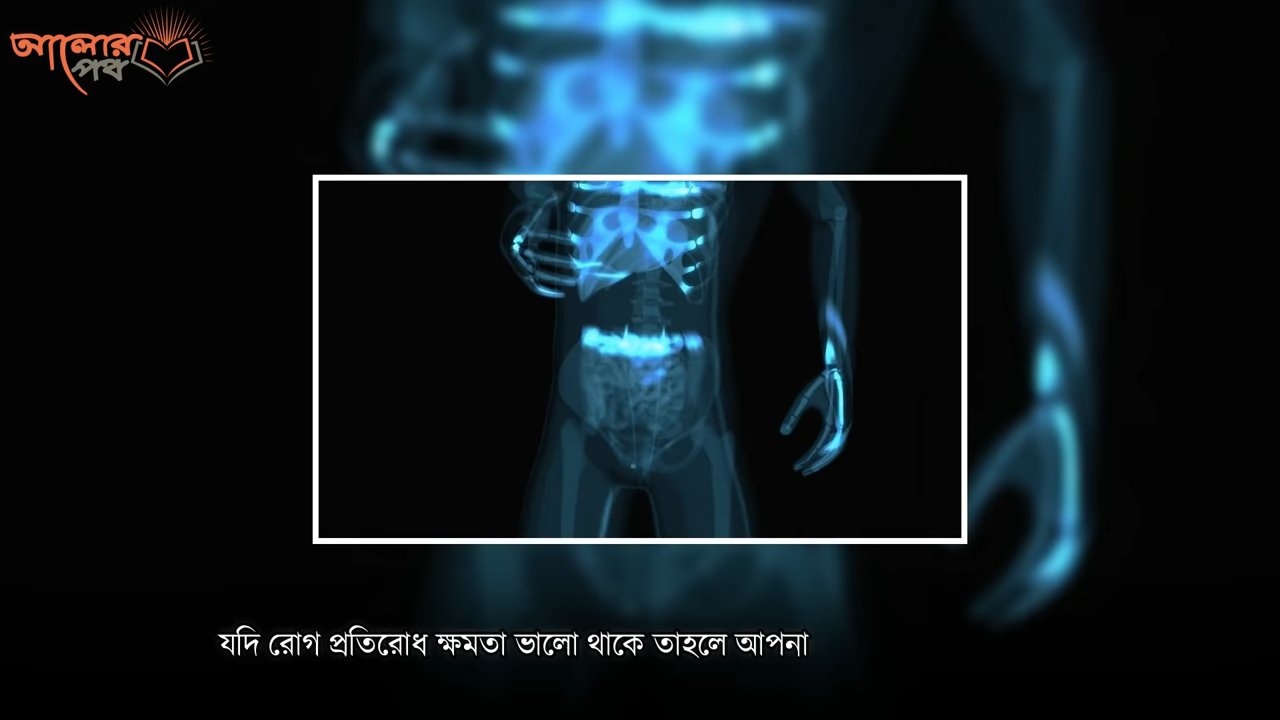 আলোর
পথ
যদি রোগ প্রতিরোধ ক্ষমতা ভালো থাকে তাহলে আপনা